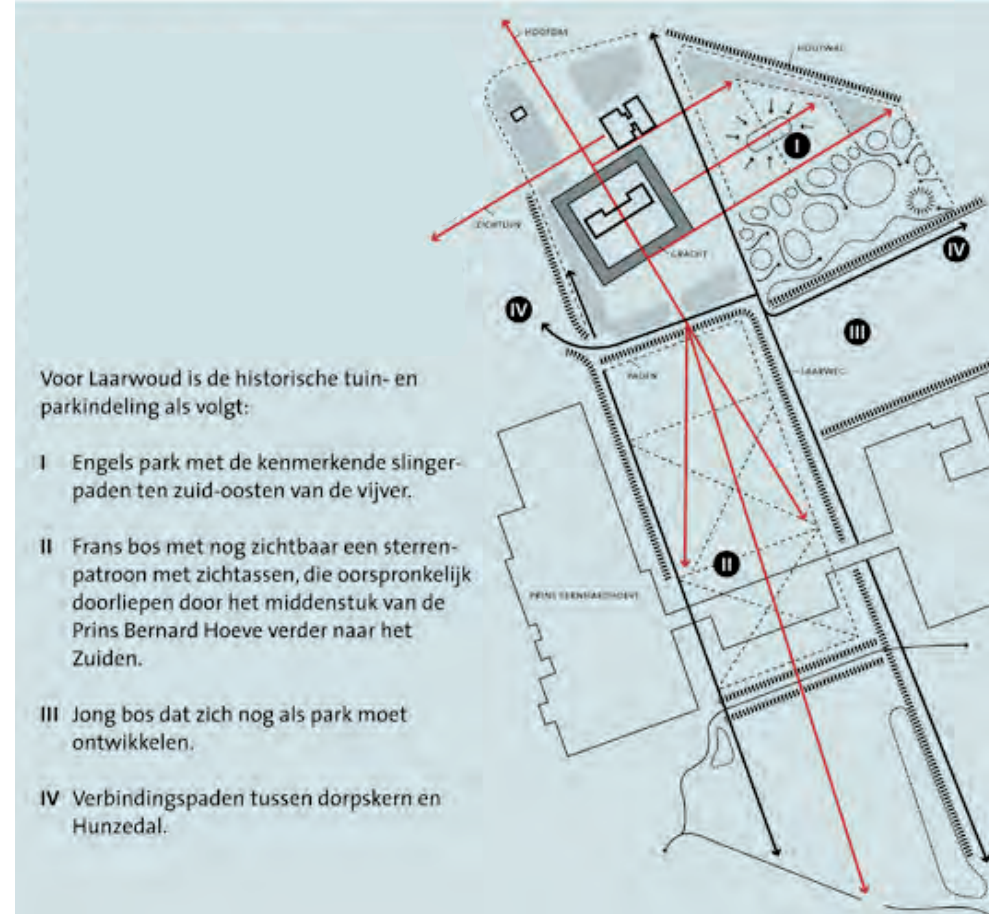 HOOFDAS
HOUTWAL
I
ZICHTLIJN
GRACHT
IV
IV
III
PADEN
LAARWEG
Voor Laarwoud is de historische tuin- en
parkindeling als volgt:
I Engels park met de kenmerkende slinger-
paden ten zuid-oosten van de vijver.
II Frans bos met nog zichtbaar een sterren-
patroon met zichtassen, die oorspronkelijk
doorliepen door het middenstuk van de
Prins Bernard Hoeve verder naar het
Zuiden.
III Jong bos dat zich nog als park moet
ontwikkelen.
IV Verbindingspaden tussen dorpskern en
Hunzedal.
II
PRINS BERNHARDHOEVE